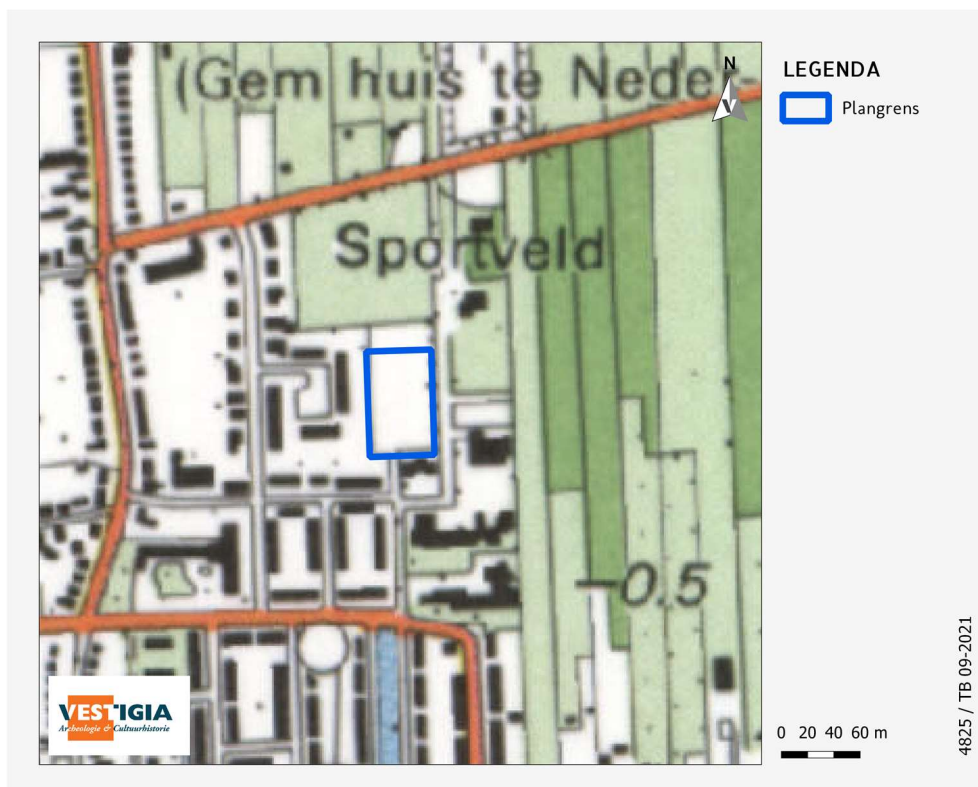 (Gem huis te Neder-
N
Sportveld
-0.5
VESTIGIA
Archeologie & Cultuurhistorie
LEGENDA
Plangrens
0 20 40 60 m
4825 / TB 09-2021